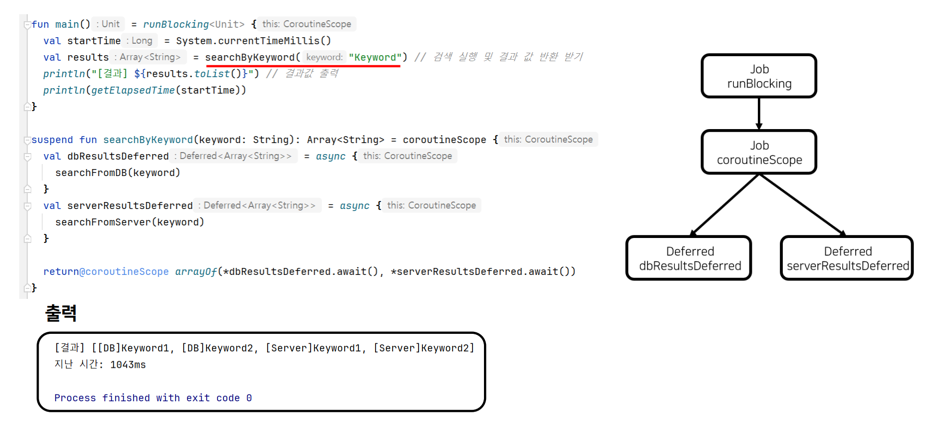 fun main() : Unit = runBlocking<Unit> { this: CoroutineScope
val startTime : Long = System.currentTimeMillis()
val results : Array<String> = searchByKeyword( keyword: "Keyword") // 검색 실행 및 결과 값 반환 받기
println("[결과] ${results.toList()}") // 결과값 출력
println(getElapsedTime(startTime))
}
suspend fun searchByKeyword(keyword: String): Array<String> = coroutineScope { this: CoroutineScope
val dbResultsDeferred : Deferred<Array<String>> = async { this: CoroutineScope
searchFromDB(keyword)
}
val serverResultsDeferred : Deferred<Array<String>> = async { this: CoroutineScope
searchFromServer(keyword)
}
return@coroutineScope arrayOf(*dbResultsDeferred.await(), *serverResultsDeferred.await())
}
출력
[결과] [[DB]Keyword1, [DB]Keyword2, [Server]Keyword1, [Server]Keyword2]
지난 시간: 1043ms
Process finished with exit code 0
Job
runBlocking
Job
coroutineScope
Deferred
dbResultsDeferred
Deferred
serverResultsDeferred